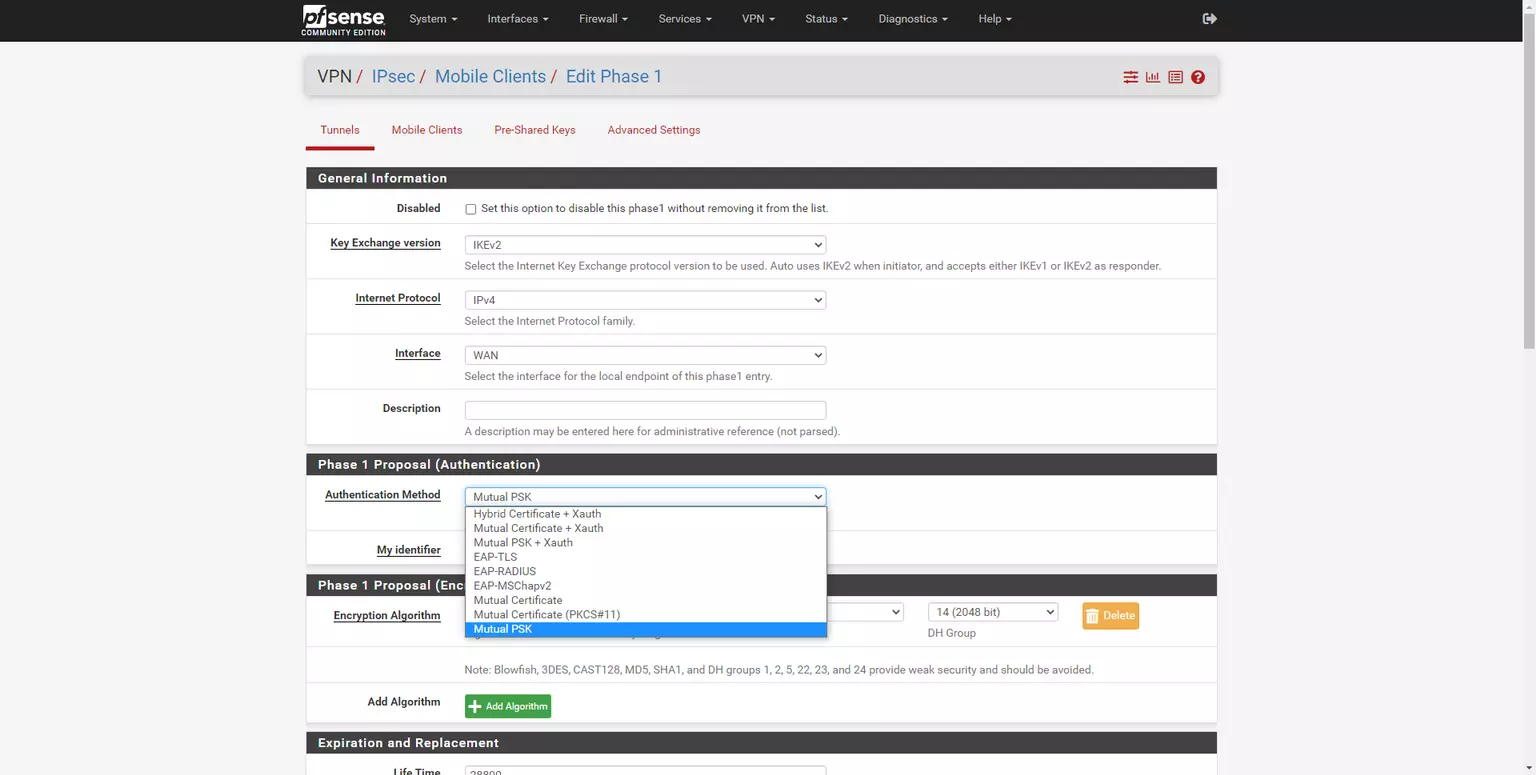 pfsense
COMMUNITY EDITION
System Interfaces Firewall Services VPN Status Diagnostics Help
VPN / IPsec / Mobile Clients / Edit Phase 1
Tunnels Mobile Clients Pre-Shared Keys Advanced Settings
General Information
Disabled Set this option to disable this phase1 without removing it from the list.
Key Exchange version IKEv2
Select the Internet Key Exchange protocol version to be used. Auto uses IKEv2 when initiator, and accepts either IKEv1 or IKEv2 as responder.
Internet Protocol IPv4
Select the Internet Protocol family.
Interface WAN
Select the interface for the local endpoint of this phase1 entry.
Description
A description may be entered here for administrative reference (not parsed).
Phase 1 Proposal (Authentication)
Authentication Method Mutual PSK
Hybrid Certificate + Xauth
Mutual Certificate + Xauth
Mutual PSK + Xauth
EAP-TLS
EAP-RADIUS
EAP-MSChapv2
Mutual Certificate
Mutual Certificate (PKCS#11)
Mutual PSK
My identifier
Phase 1 Proposal (Enc
Encryption Algorithm 14 (2048 bit) Delete
DH Group
Note: Blowfish, 3DES, CAST128, MD5, SHA1, and DH groups 1, 2, 5, 22, 23, and 24 provide weak security and should be avoided.
Add Algorithm Add Algorithm
Expiration and Replacement
Life Time 28800